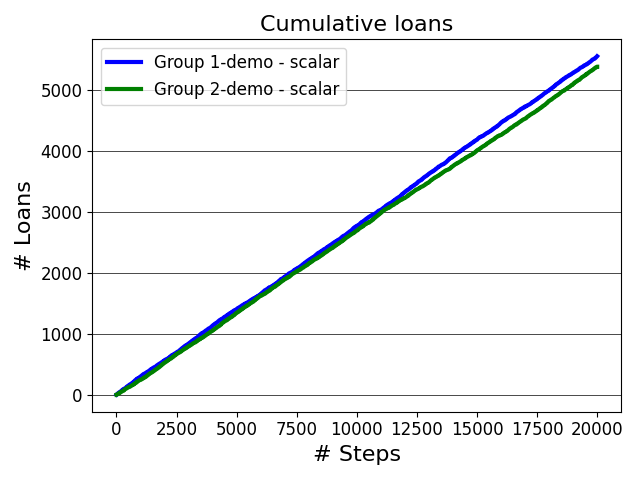 Cumulative loans
Group 1-demo - scalar
Group 2-demo - scalar
# Loans
5000
4000
3000
2000
1000
0
0 2500 5000 7500 10000 12500 15000 17500 20000
# Steps